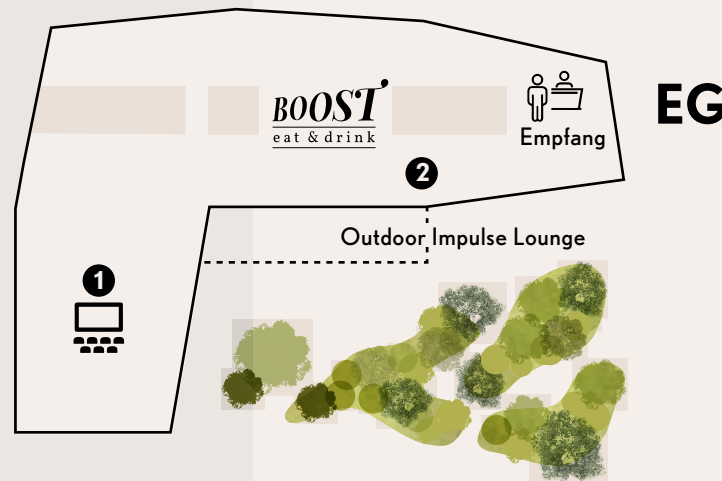 BOOST
eat & drink
EG
Empfang
2
Outdoor Impulse Lounge
1